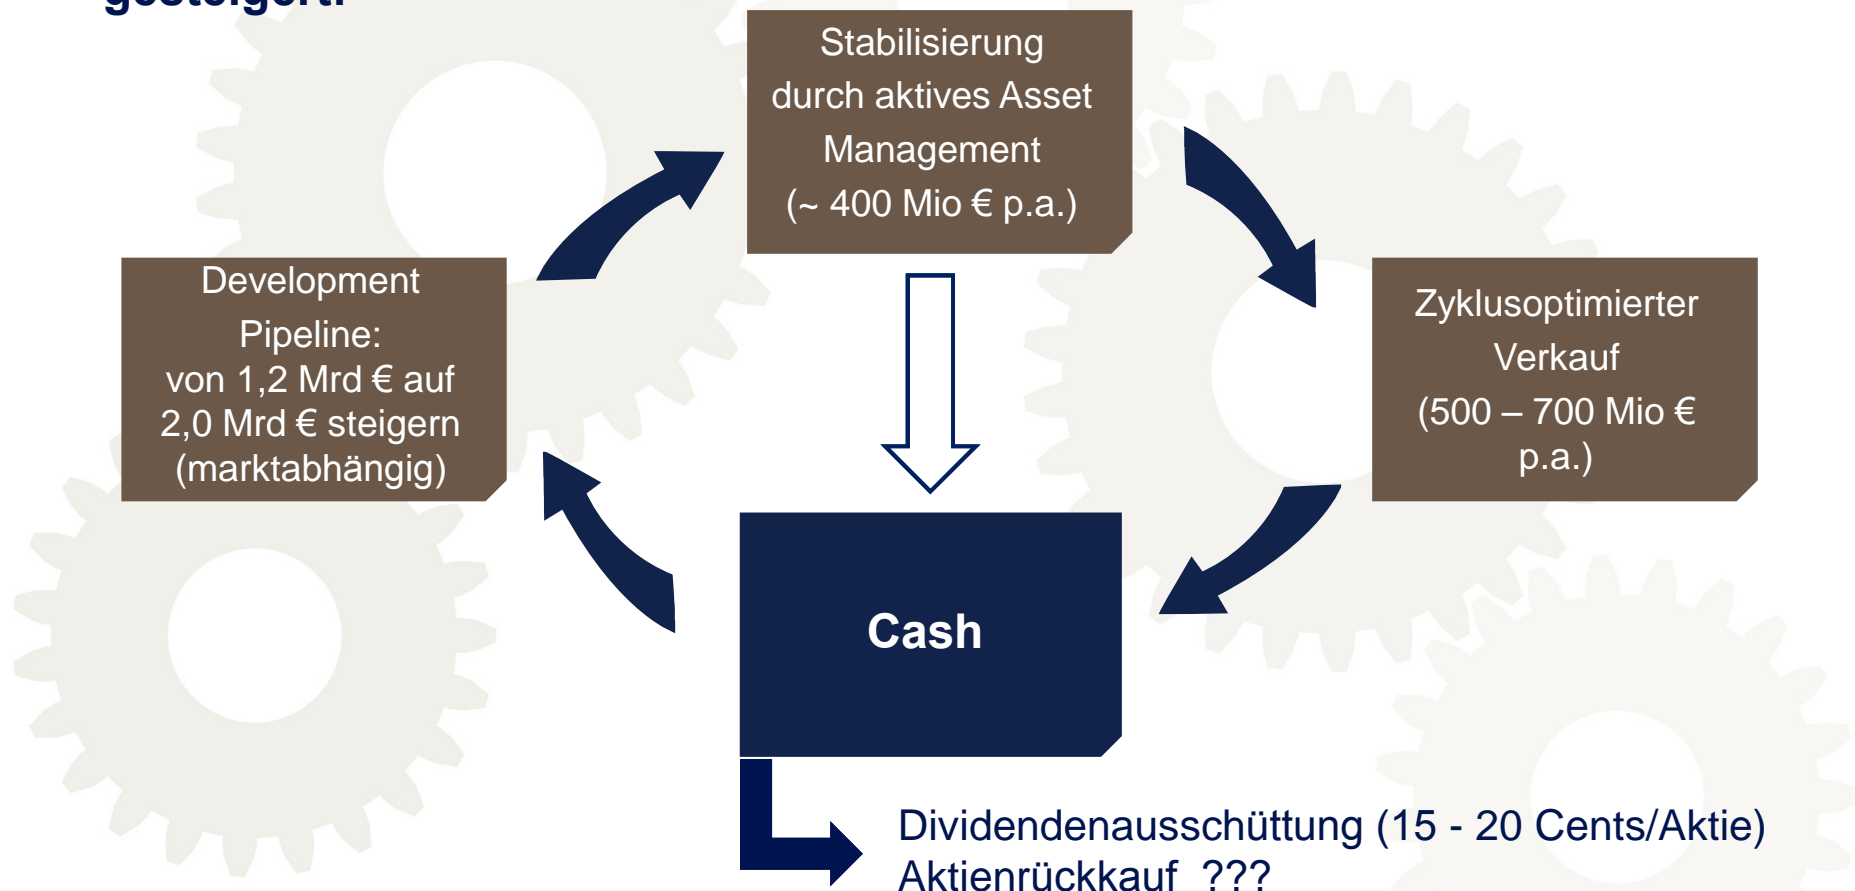 gesteigert.
Stabilisierung
durch aktives Asset
Management
(~ 400 Mio € p.a.)
Development
Pipeline:
von 1,2 Mrd € auf
2,0 Mrd € steigern
(marktabhängig)
Zyklusoptimierter
Verkauf
(500 – 700 Mio €
p.a.)
Cash
Dividendenausschüttung (15 - 20 Cents/Aktie)
Aktienrückkauf ???